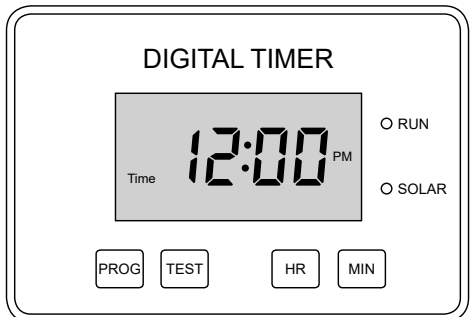 DIGITAL TIMER
RUN
12:00 PM
Time
SOLAR
PROG TEST HR MIN